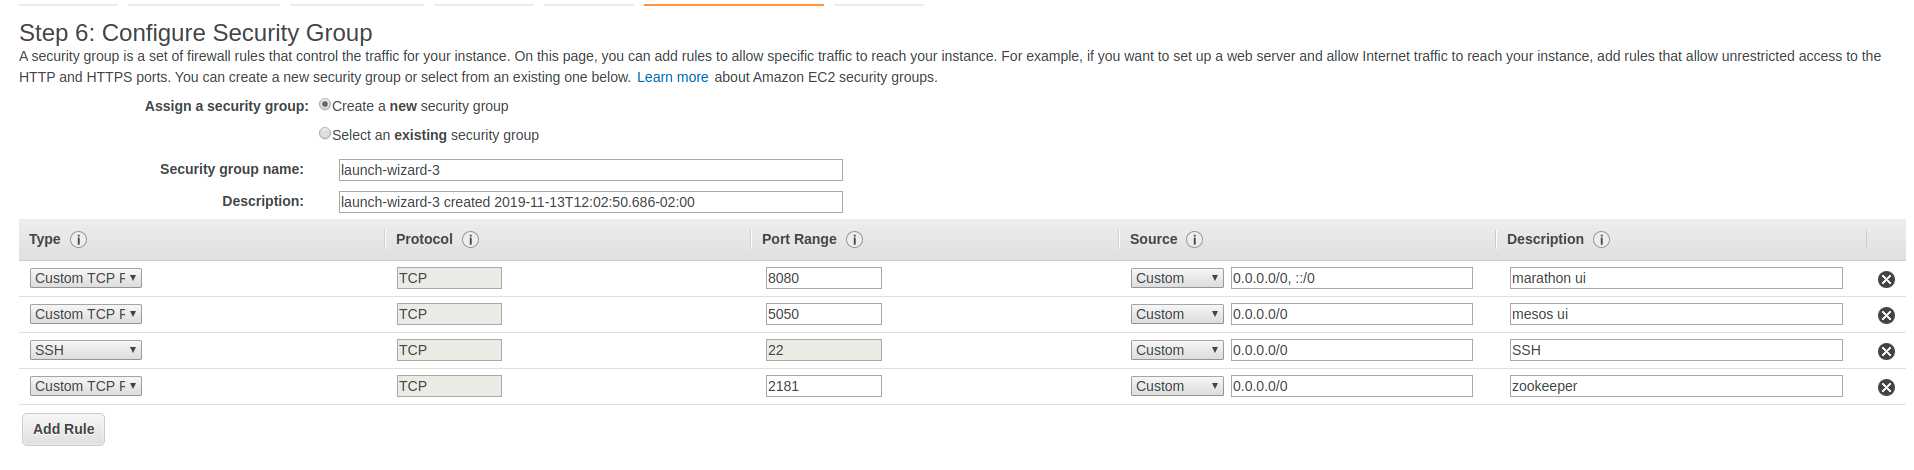 Step 6: Configure Security Group
A security group is a set of firewall rules that control the traffic for your instance. On this page, you can add rules to allow specific traffic to reach your instance. For example, if you want to set up a web server and allow Internet traffic to reach your instance, add rules that allow unrestricted access to the
HTTP and HTTPS ports. You can create a new security group or select from an existing one below. Learn more about Amazon EC2 security groups.
Assign a security group: Create a new security group
Select an existing security group
Security group name: launch-wizard-3
Description: launch-wizard-3 created 2019-11-13T12:02:50.686-02:00
Type i Protocol i Port Range i Source i Description i
Custom TCP F TCP 8080 Custom 0.0.0.0/0, ::/0 marathon ui
Custom TCP F TCP 5050 Custom 0.0.0.0/0 mesos ui
SSH TCP 22 Custom 0.0.0.0/0 SSH
Custom TCP F TCP 2181 Custom 0.0.0.0/0 zookeeper
Add Rule